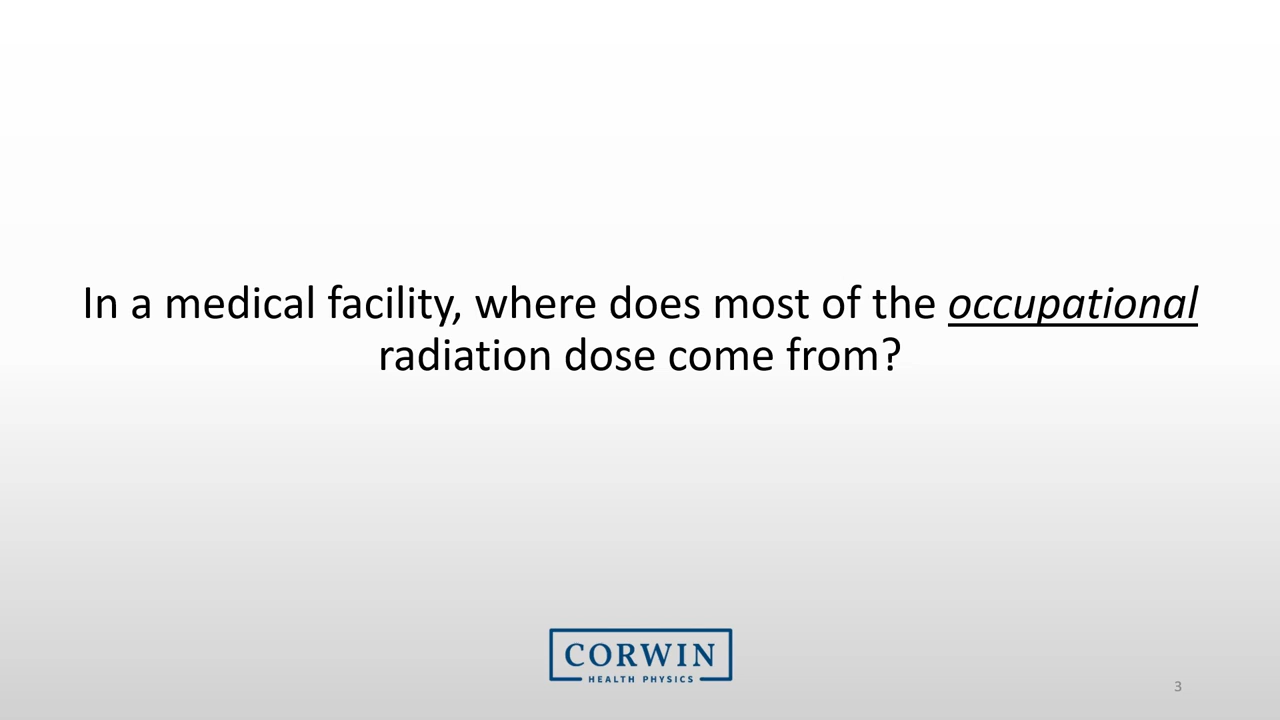 In a medical facility, where does most of the occupational
radiation dose come from?
CORWIN
HEALTH PHYSICS
3